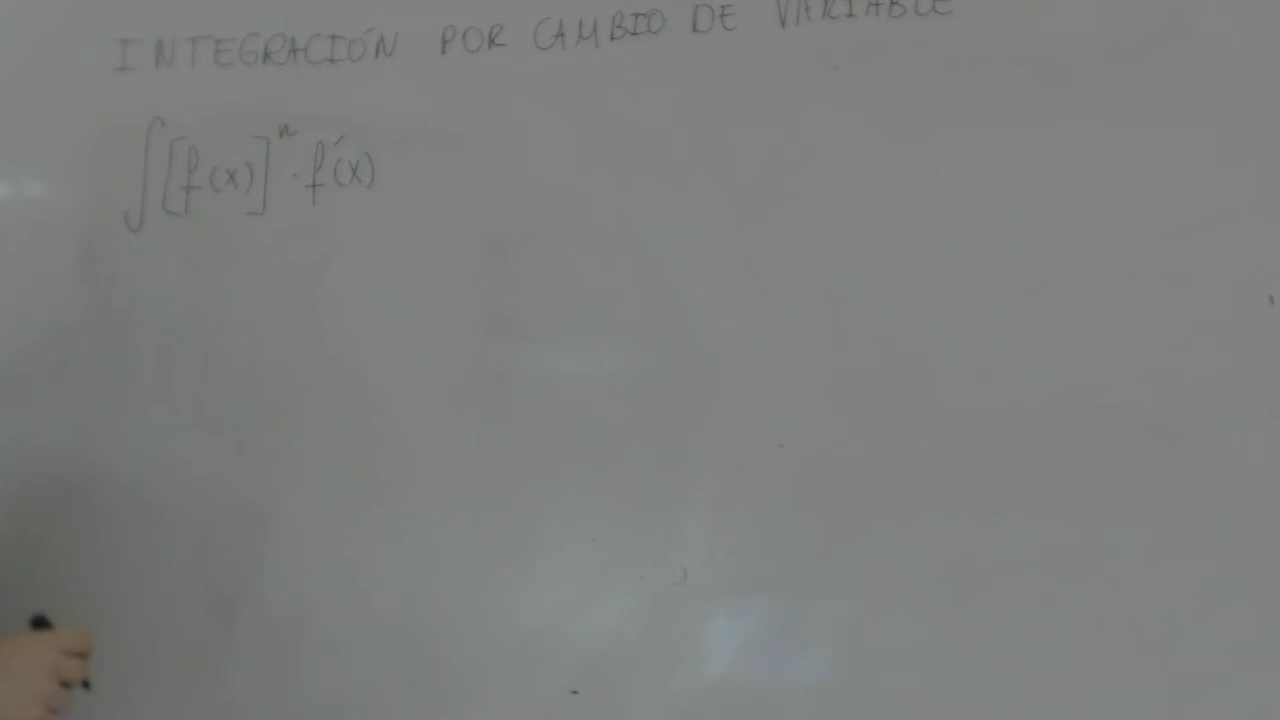 INTEGRACIÓN POR CAMBIO DE VARIABLE
∫[f(x)]ⁿ · f´(x)